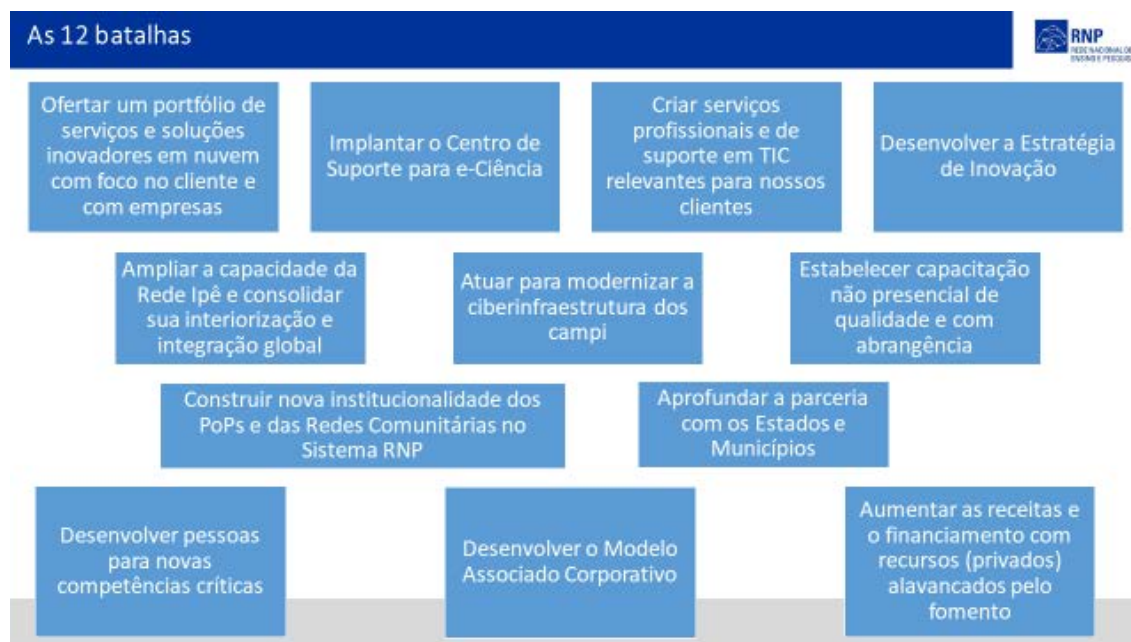 As 12 batalhas
RNP
REDE NACIONAL DE
ENSINO E PESQUISA
Ofertar um portfólio de
serviços e soluções
inovadores em nuvem
com foco no cliente e
com empresas
Implantar o Centro de
Suporte para e-Ciência
Criar serviços
profissionais e de
suporte em TIC
relevantes para nossos
clientes
Desenvolver a Estratégia
de Inovação
Ampliar a capacidade da
Rede Ipê e consolidar
sua interiorização e
integração global
Atuar para modernizar a
ciberinfraestrutura dos
campi
Estabelecer capacitação
não presencial de
qualidade e com
abrangência
Construir nova institucionalidade dos
PoPs e das Redes Comunitárias no
Sistema RNP
Aprofundar a parceria
com os Estados e
Municípios
Desenvolver pessoas
para novas
competências críticas
Desenvolver o Modelo
Associado Corporativo
Aumentar as receitas e
o financiamento com
recursos (privados)
alavancados pelo
fomento